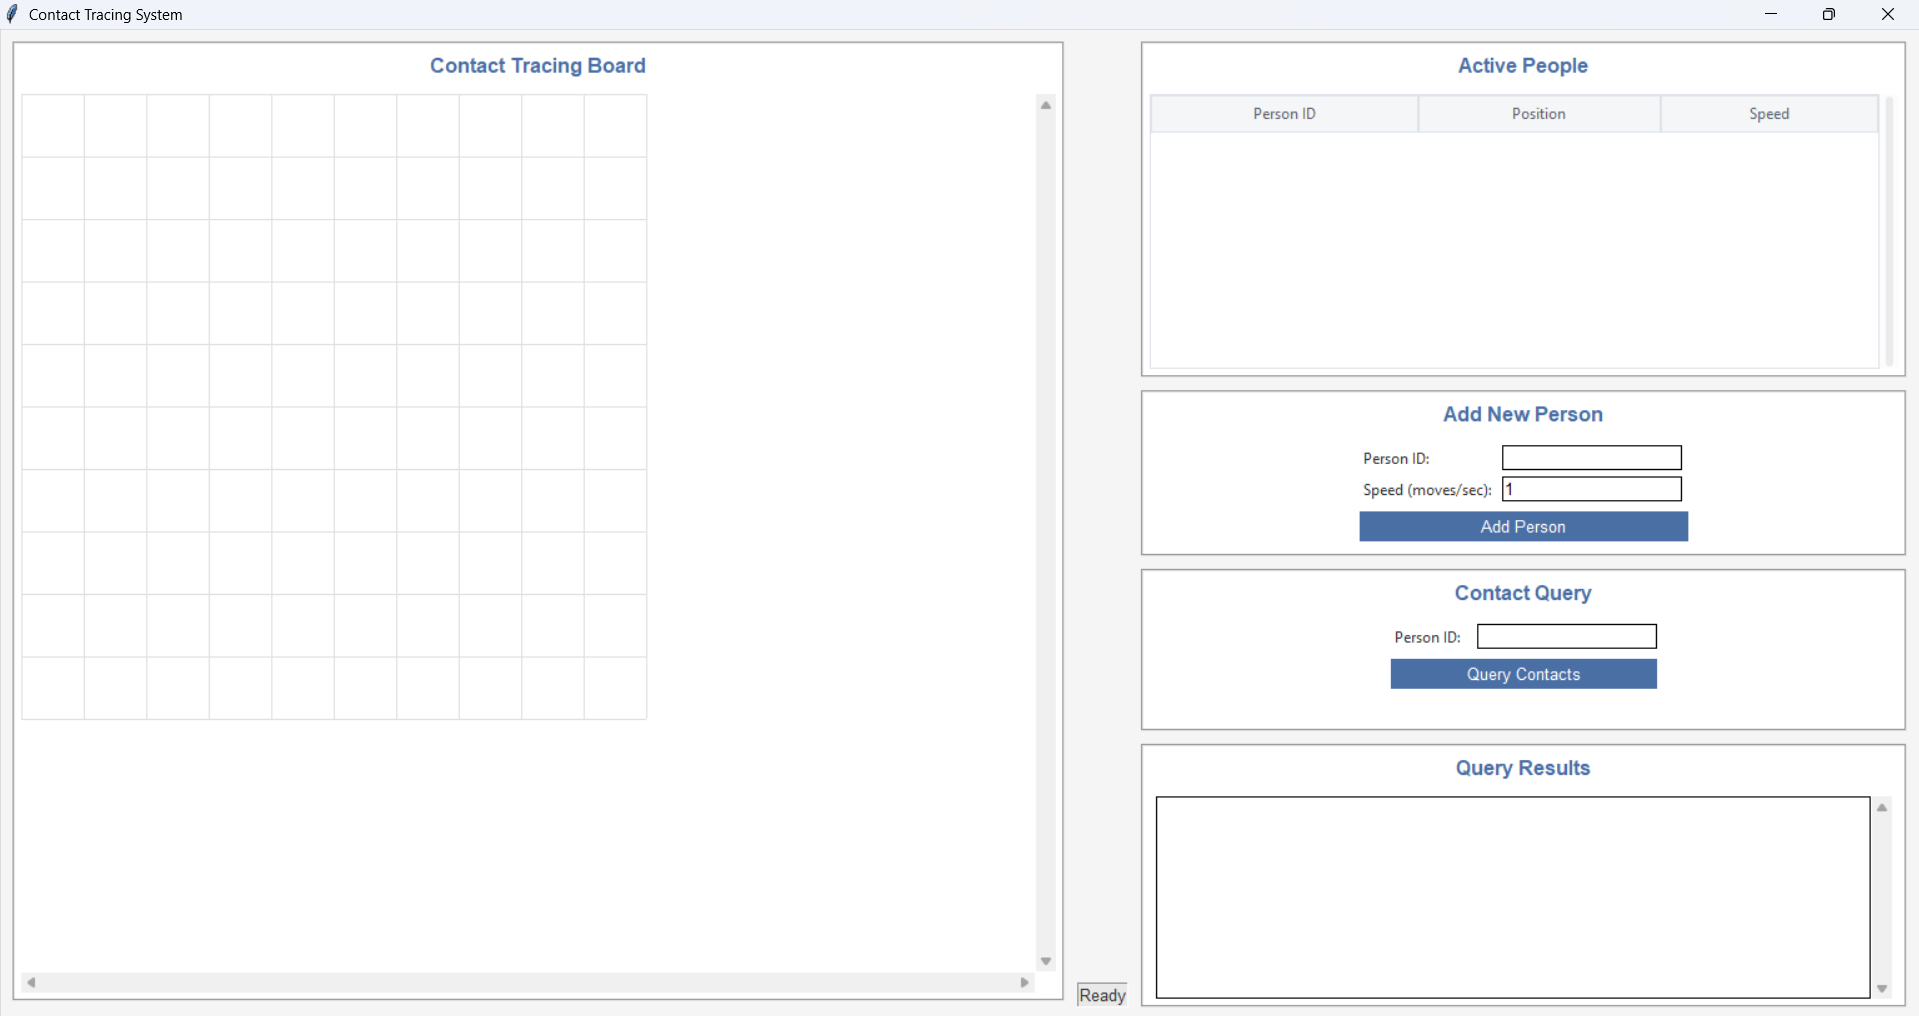 Contact Tracing System
Contact Tracing Board
Active People
Person ID Position Speed
Add New Person
Person ID:
Speed (moves/sec): 1
Add Person
Contact Query
Person ID:
Query Contacts
Query Results
Ready